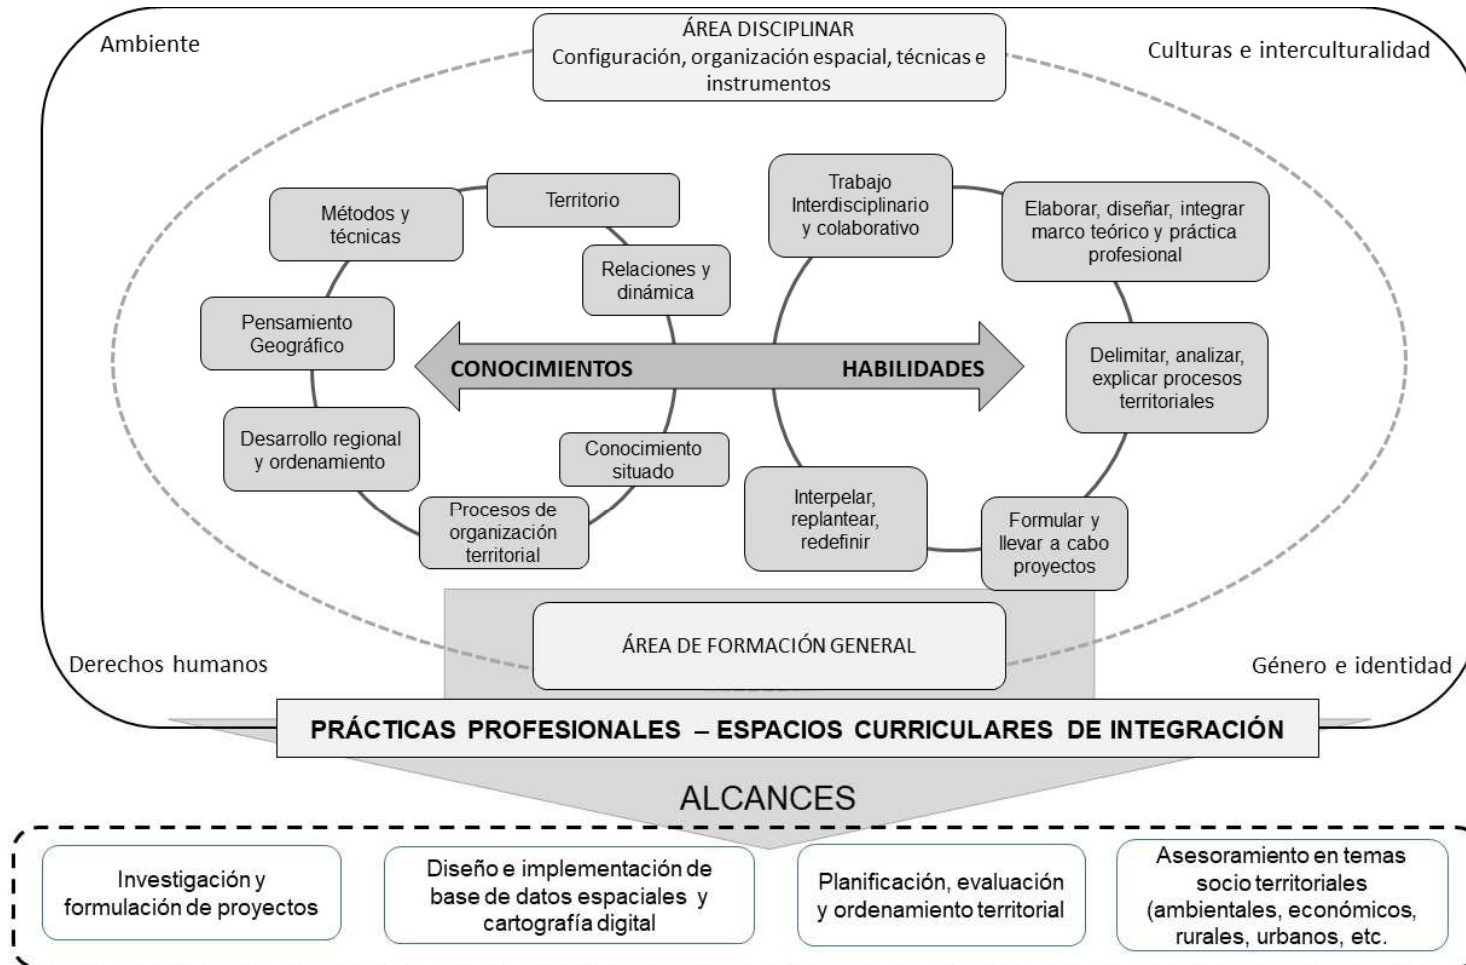 Ambiente
ÁREA DISCIPLINAR
Configuración, organización espacial, técnicas e
instrumentos
Culturas e interculturalidad
Métodos y
técnicas
Territorio
Relaciones y
dinámica
Pensamiento
Geográfico
Desarrollo regional
y ordenamiento
Procesos de
organización
territorial
Conocimiento
situado
CONOCIMIENTOS
HABILIDADES
Trabajo
Interdisciplinario
y colaborativo
Elaborar, diseñar, integrar
marco teórico y práctica
profesional
Delimitar, analizar,
explicar procesos
territoriales
Formular y
llevar a cabo
proyectos
Interpelar,
replantear,
redefinir
Derechos humanos
ÁREA DE FORMACIÓN GENERAL
Género e identidad
PRÁCTICAS PROFESIONALES – ESPACIOS CURRICULARES DE INTEGRACIÓN
ALCANCES
Investigación y
formulación de proyectos
Diseño e implementación de
base de datos espaciales y
cartografía digital
Planificación, evaluación
y ordenamiento territorial
Asesoramiento en temas
socio territoriales
(ambientales, económicos,
rurales, urbanos, etc.